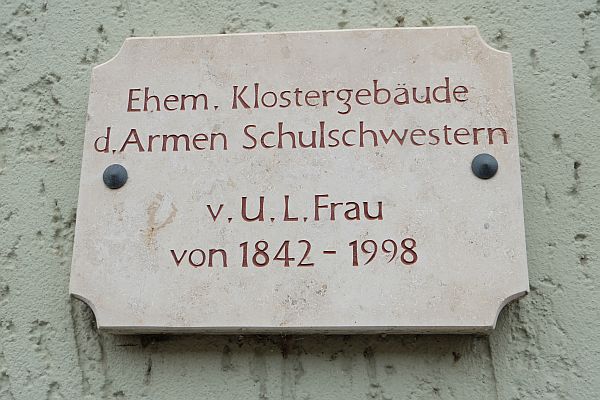 Ehem. Klostergebäude
d. Armen Schulschwestern
v. U. L. Frau
von 1842 - 1998